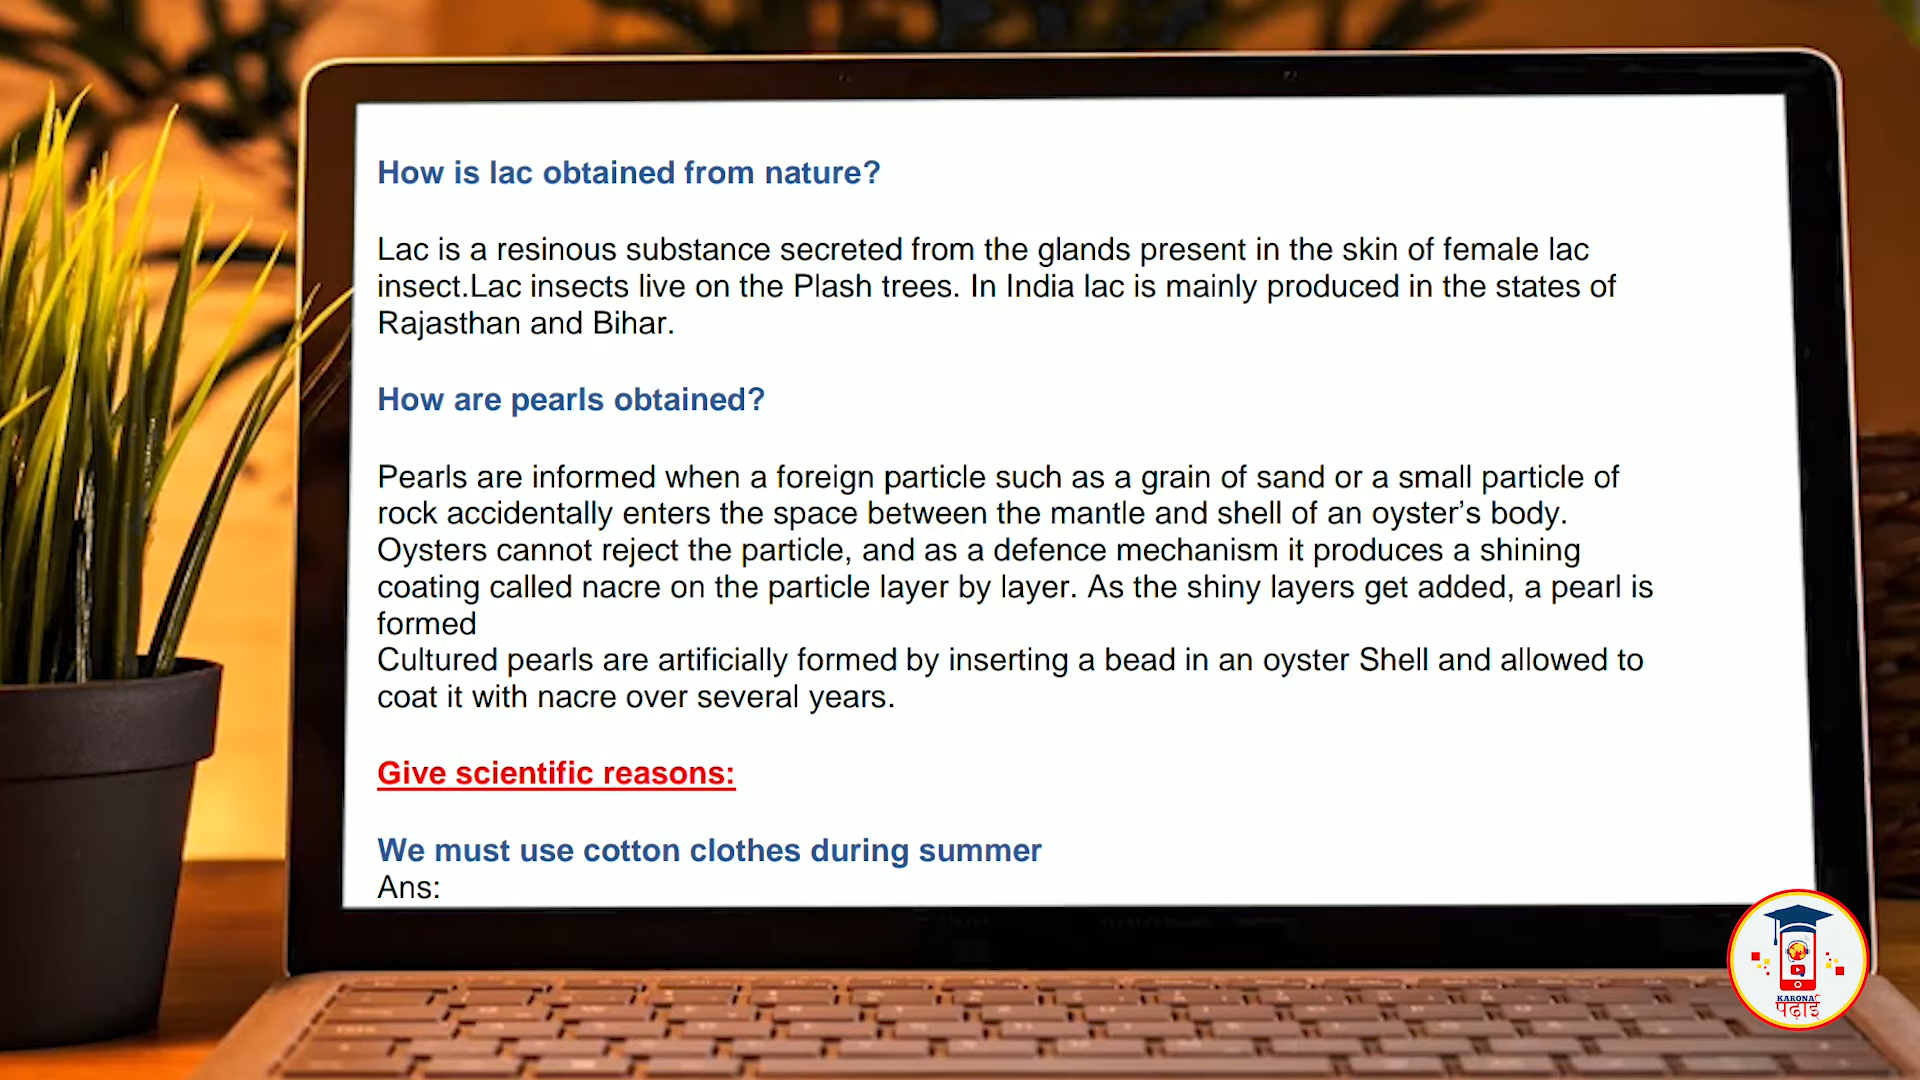 How is lac obtained from nature?
Lac is a resinous substance secreted from the glands present in the skin of female lac
insect.Lac insects live on the Plash trees. In India lac is mainly produced in the states of
Rajasthan and Bihar.
How are pearls obtained?
Pearls are informed when a foreign particle such as a grain of sand or a small particle of
rock accidentally enters the space between the mantle and shell of an oyster’s body.
Oysters cannot reject the particle, and as a defence mechanism it produces a shining
coating called nacre on the particle layer by layer. As the shiny layers get added, a pearl is
formed
Cultured pearls are artificially formed by inserting a bead in an oyster Shell and allowed to
coat it with nacre over several years.
Give scientific reasons:
We must use cotton clothes during summer
Ans:
KARONA
पढ़ाई